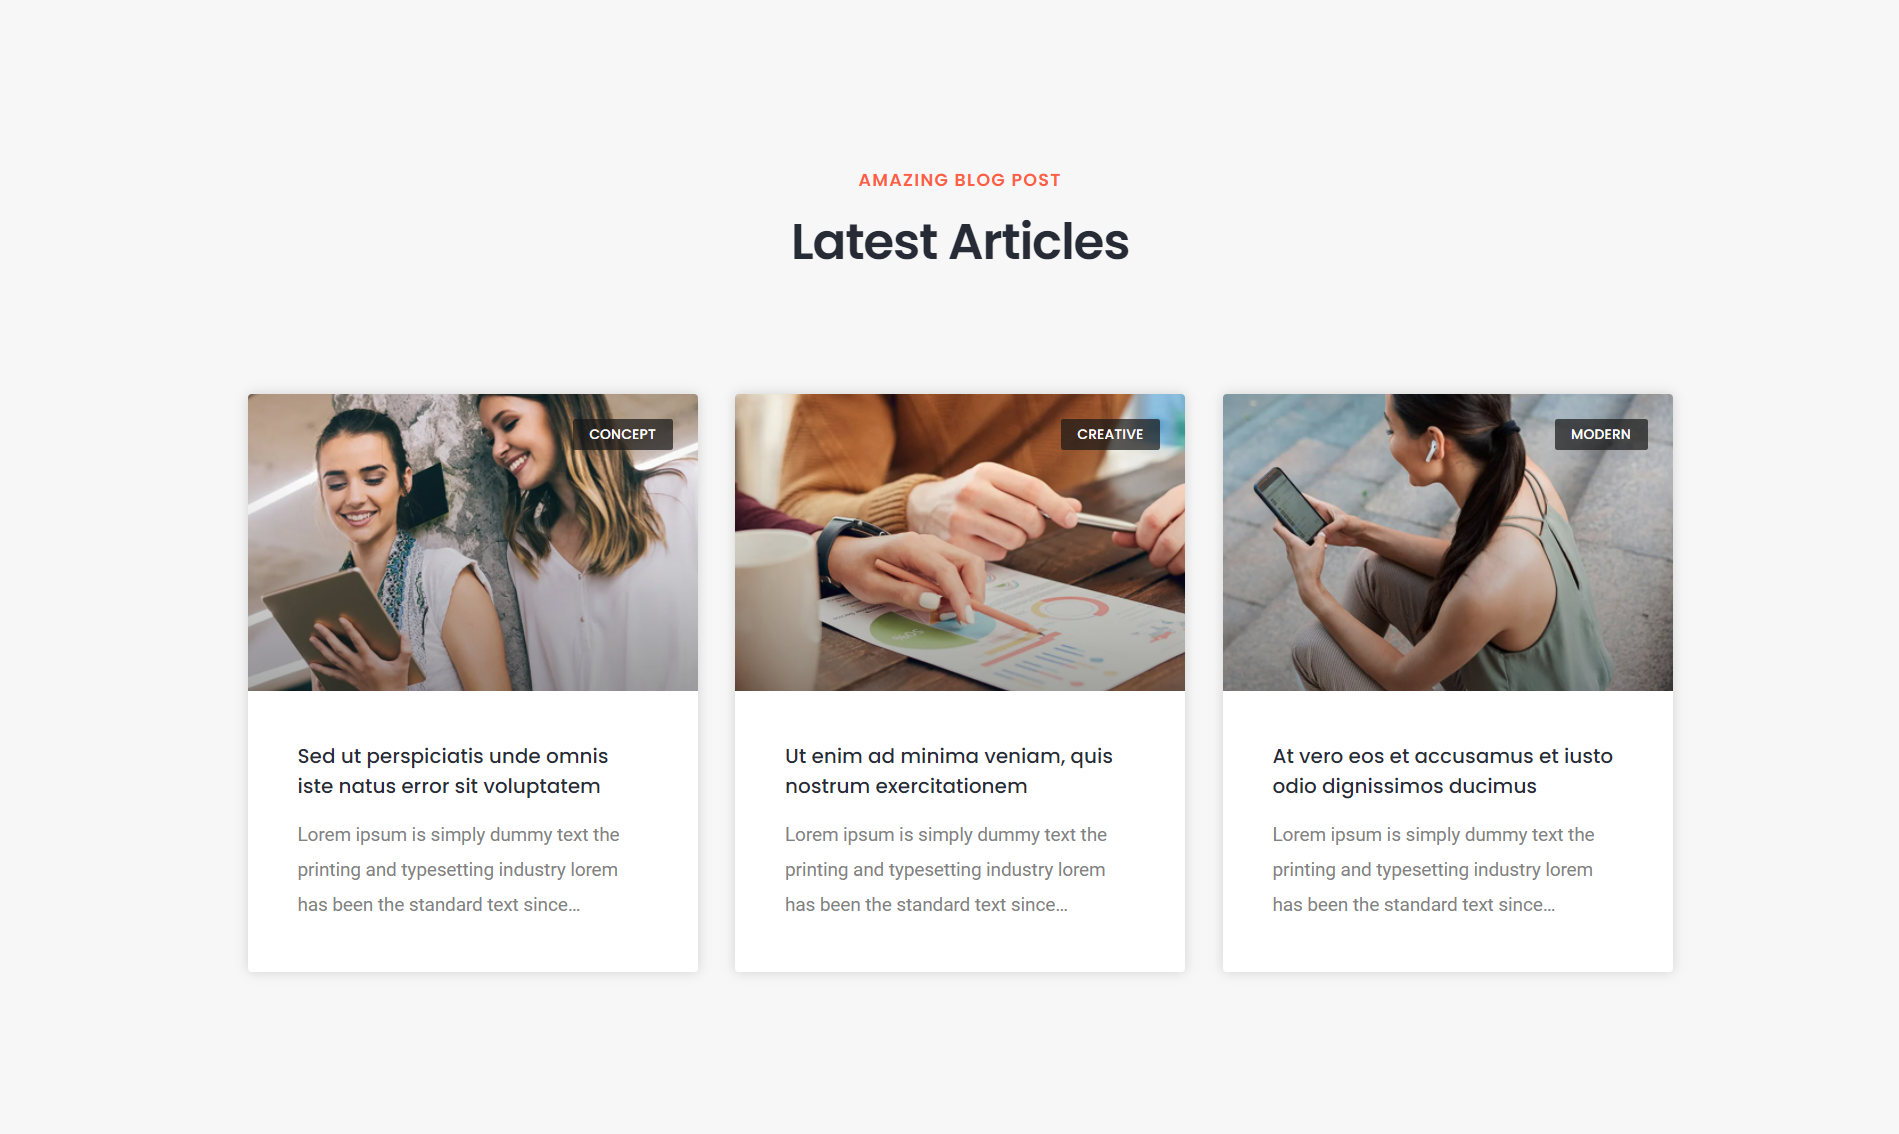 AMAZING BLOG POST
Latest Articles
CONCEPT
Sed ut perspiciatis unde omnis
iste natus error sit voluptatem
Lorem ipsum is simply dummy text the
printing and typesetting industry lorem
has been the standard text since...
CREATIVE
Ut enim ad minima veniam, quis
nostrum exercitationem
Lorem ipsum is simply dummy text the
printing and typesetting industry lorem
has been the standard text since...
MODERN
At vero eos et accusamus et iusto
odio dignissimos ducimus
Lorem ipsum is simply dummy text the
printing and typesetting industry lorem
has been the standard text since...